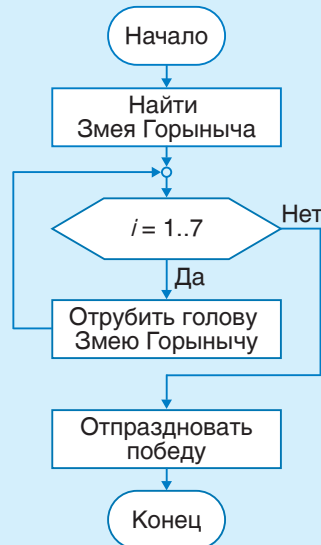 Начало
Найти
Змея Горыныча
i = 1..7
Нет
Да
Отрубить голову
Змею Горынычу
Отпраздновать
победу
Конец